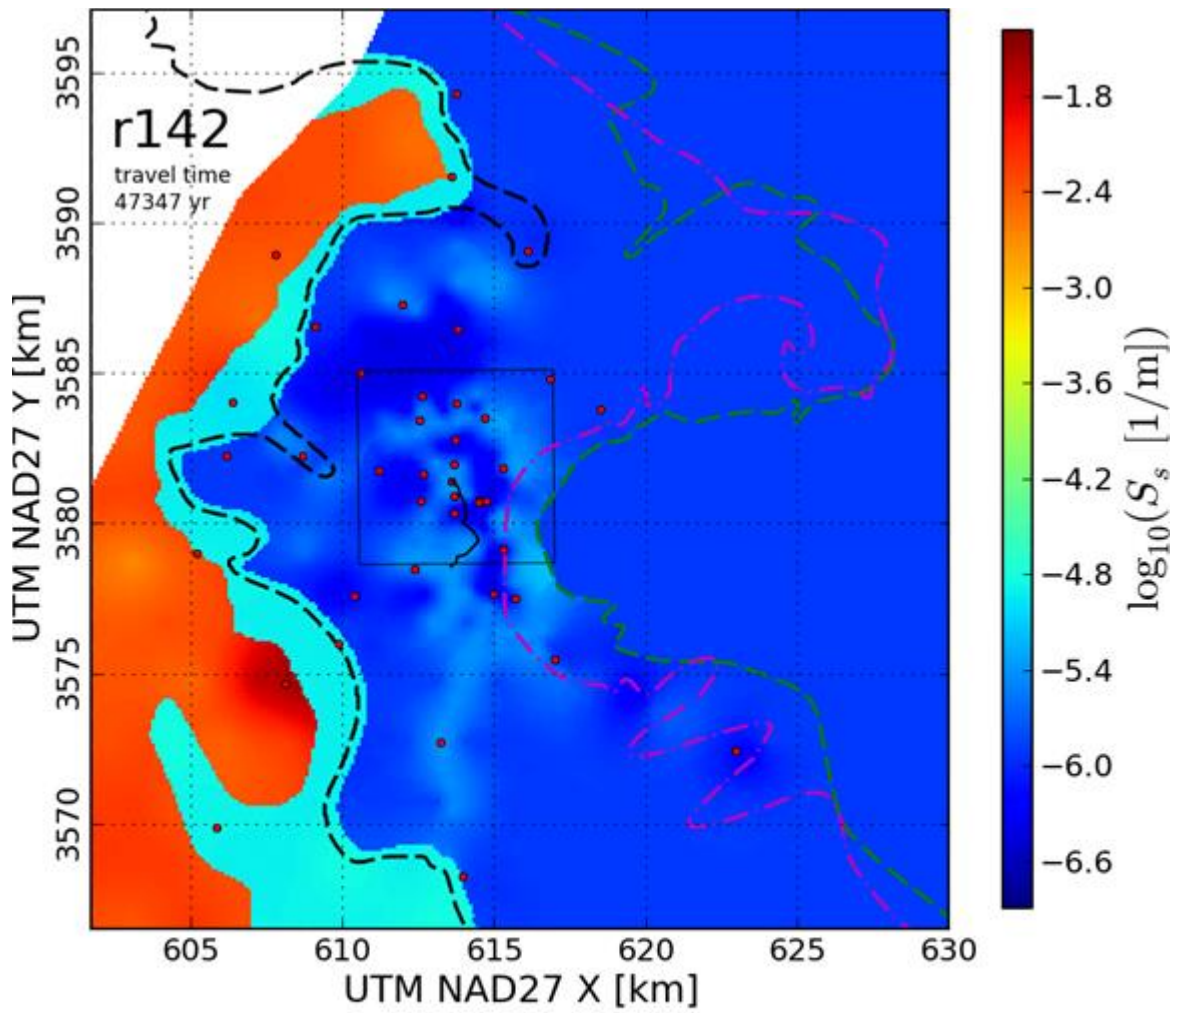 r142
travel time
47347 yr
3595
3590
3585
3580
3575
3570
UTM NAD27 Y [km]
605 610 615 620 625 630
UTM NAD27 X [km]
−1.8
−2.4
−3.0
−3.6
−4.2
−4.8
−5.4
−6.0
−6.6
log₁₀(Sₛ [1/m])